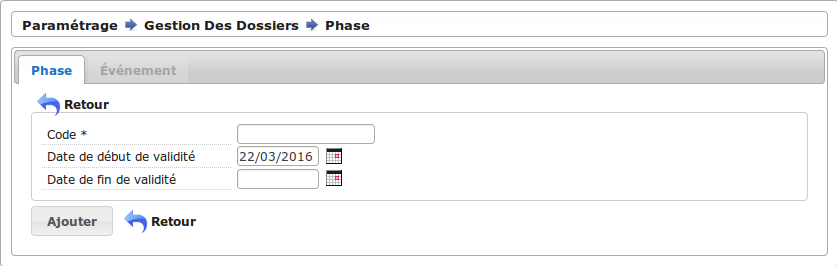 Paramétrage Gestion Des Dossiers Phase
Phase Événement
Retour
Code *
Date de début de validité 22/03/2016
Date de fin de validité
Ajouter Retour